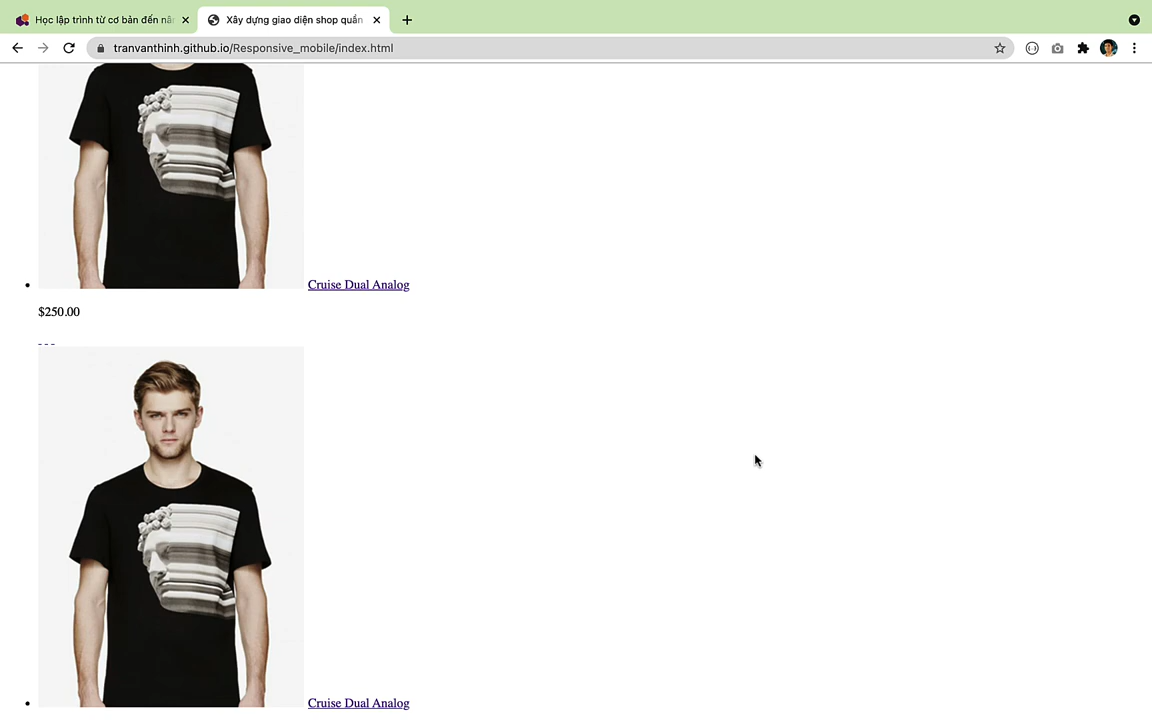 Học lập trình từ cơ bản đến nâ
Xây dựng giao diện shop quần
tranvanthinh.github.io/Responsive_mobile/index.html
Cruise Dual Analog
$250.00
Cruise Dual Analog